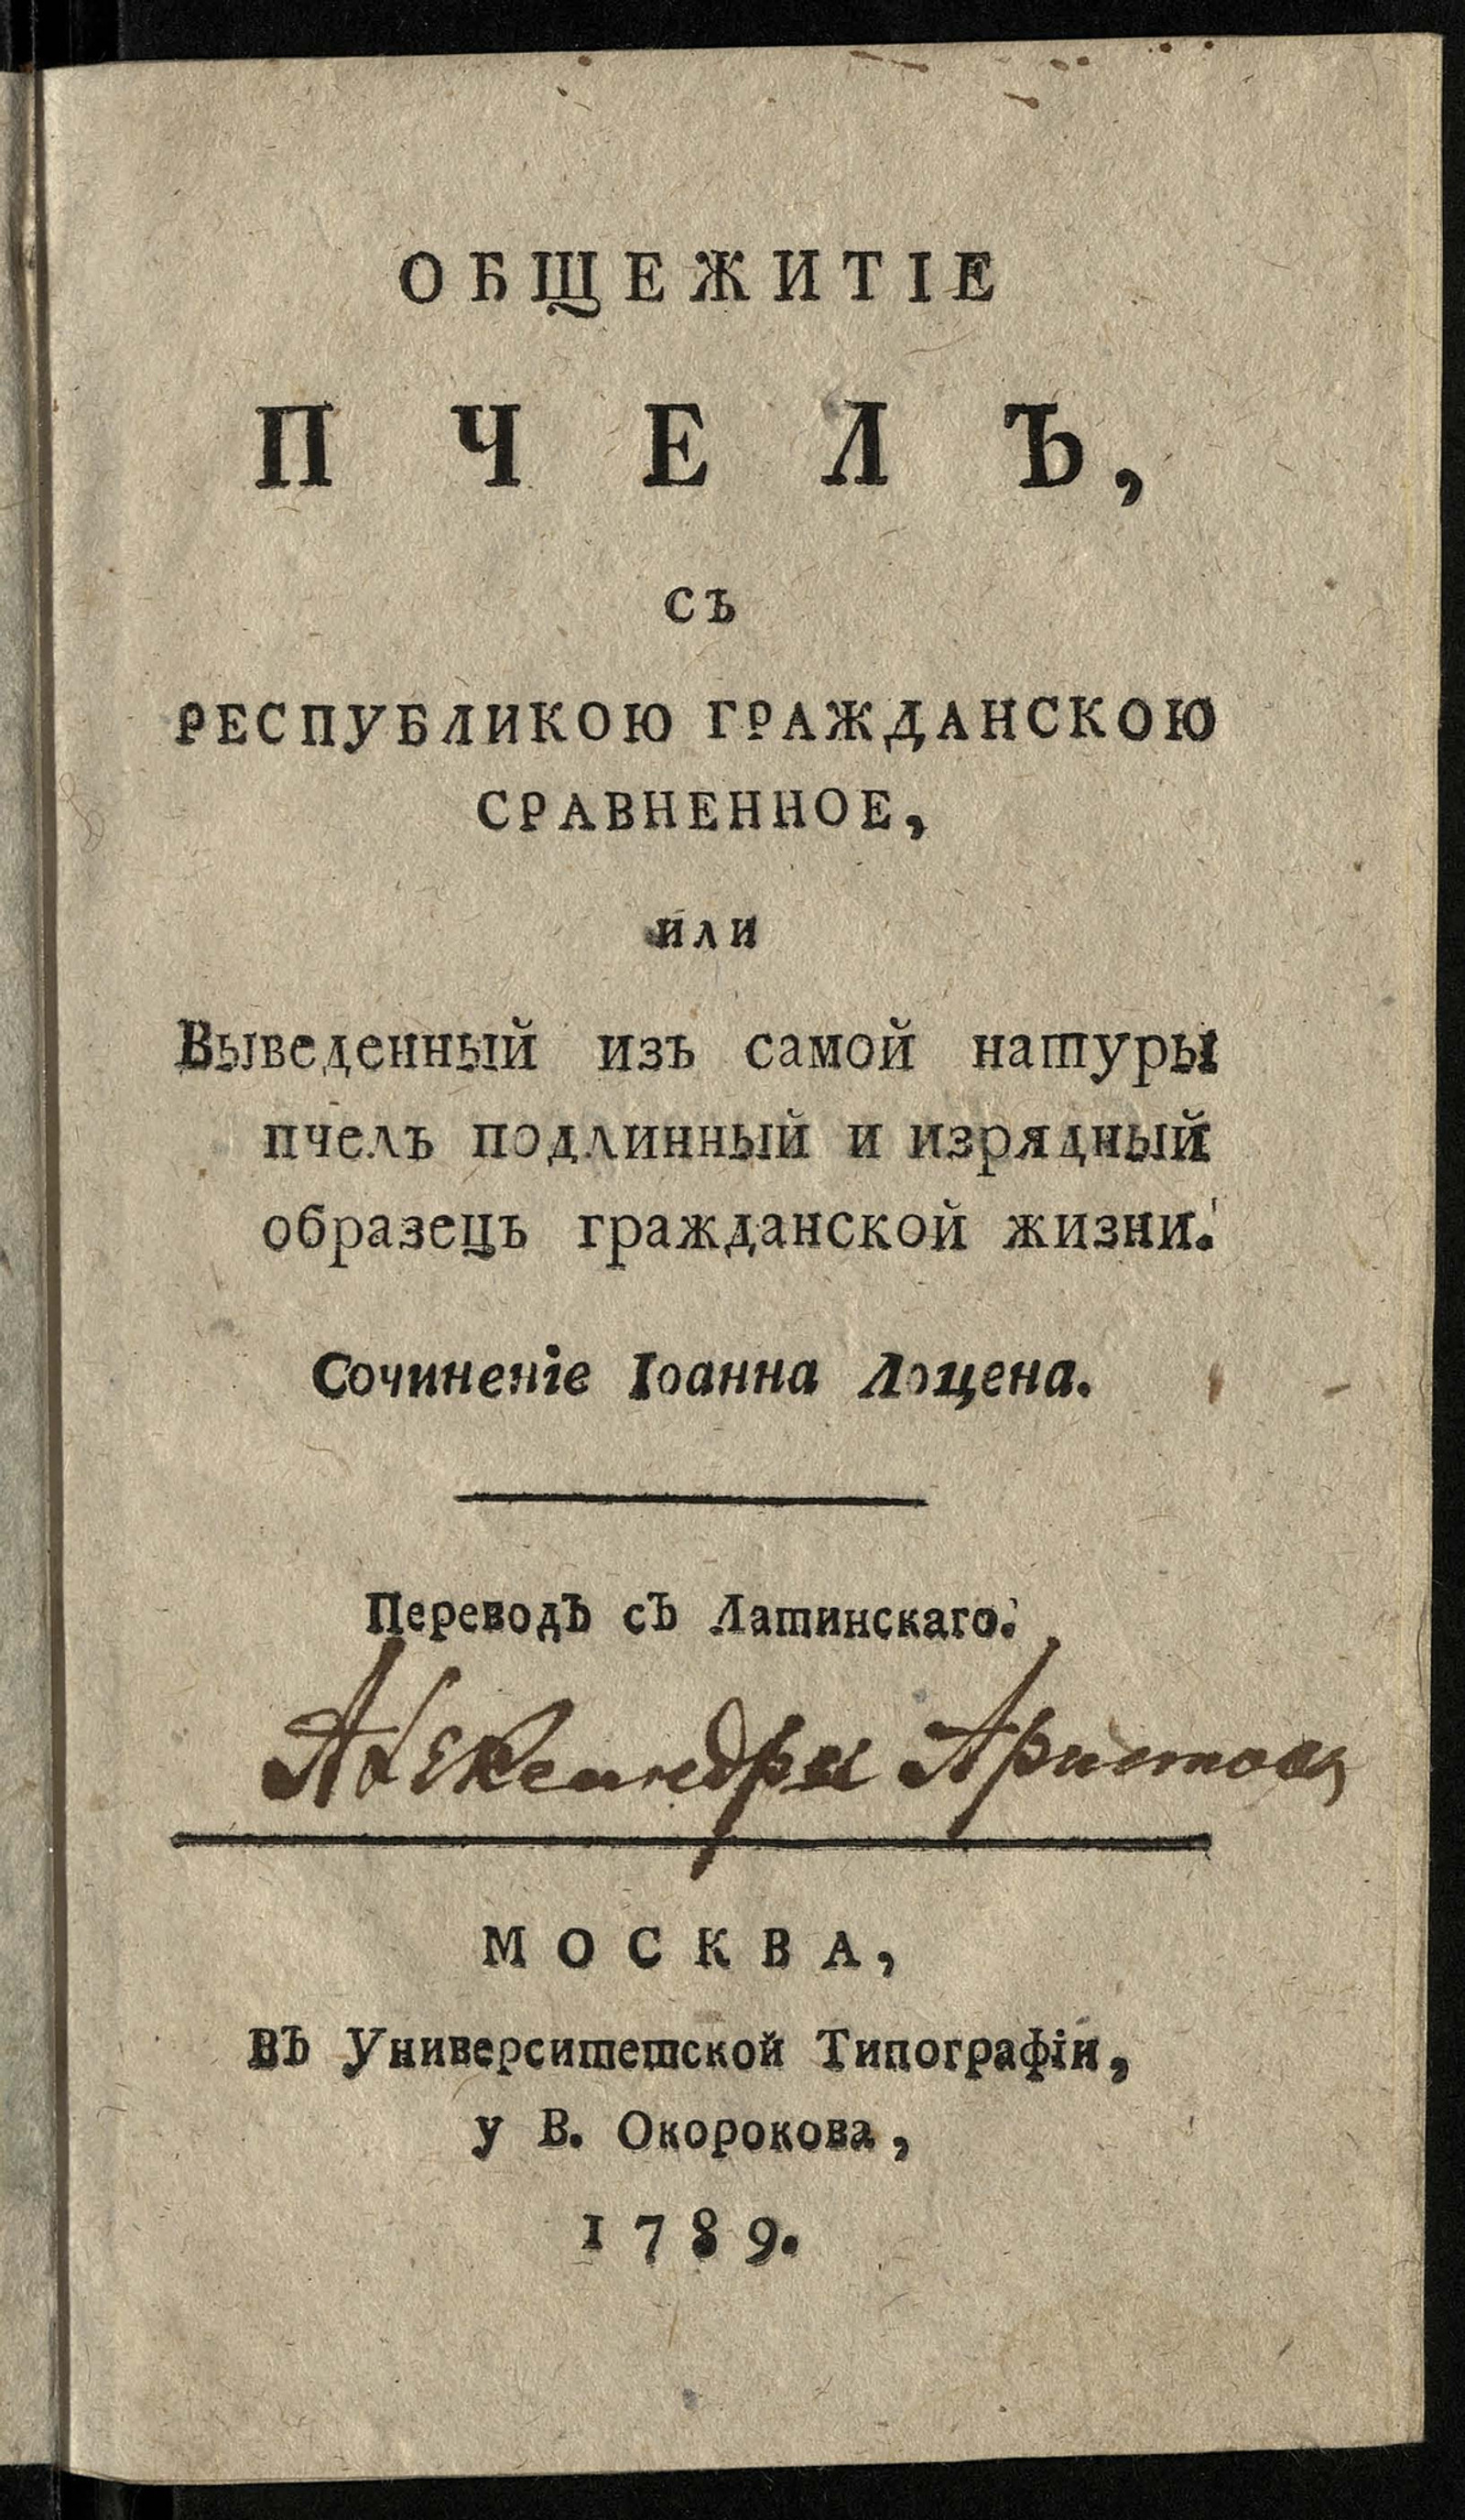 ОБЩЕЖИТІЕ
ПЧЕЛЪ,
СЪ
РЕСПУБЛИКОЮ ГРАЖДАНСКОЮ
СРАВНЕННОЕ,
ИЛИ
Выведенный изъ самой натуры
пчелъ подлинный и изрядный
образецъ гражданской жизни.
Сочиненіе Іоанна Лоцена.
Переводъ съ Латинскаго.
Александры
МОСКВА,
Въ Университетской Типографіи,
у В. Окорокова,
1789.